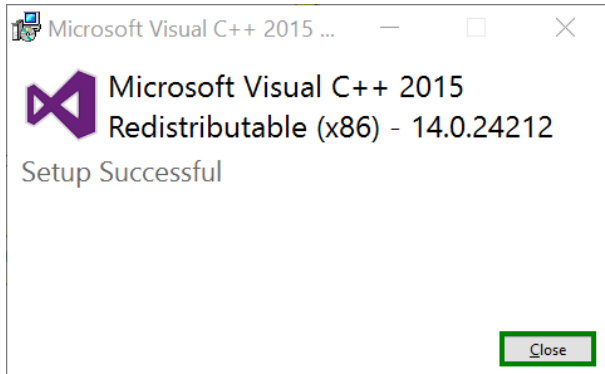 Microsoft Visual C++ 2015 ...
Microsoft Visual C++ 2015
Redistributable (x86) - 14.0.24212
Setup Successful
Close